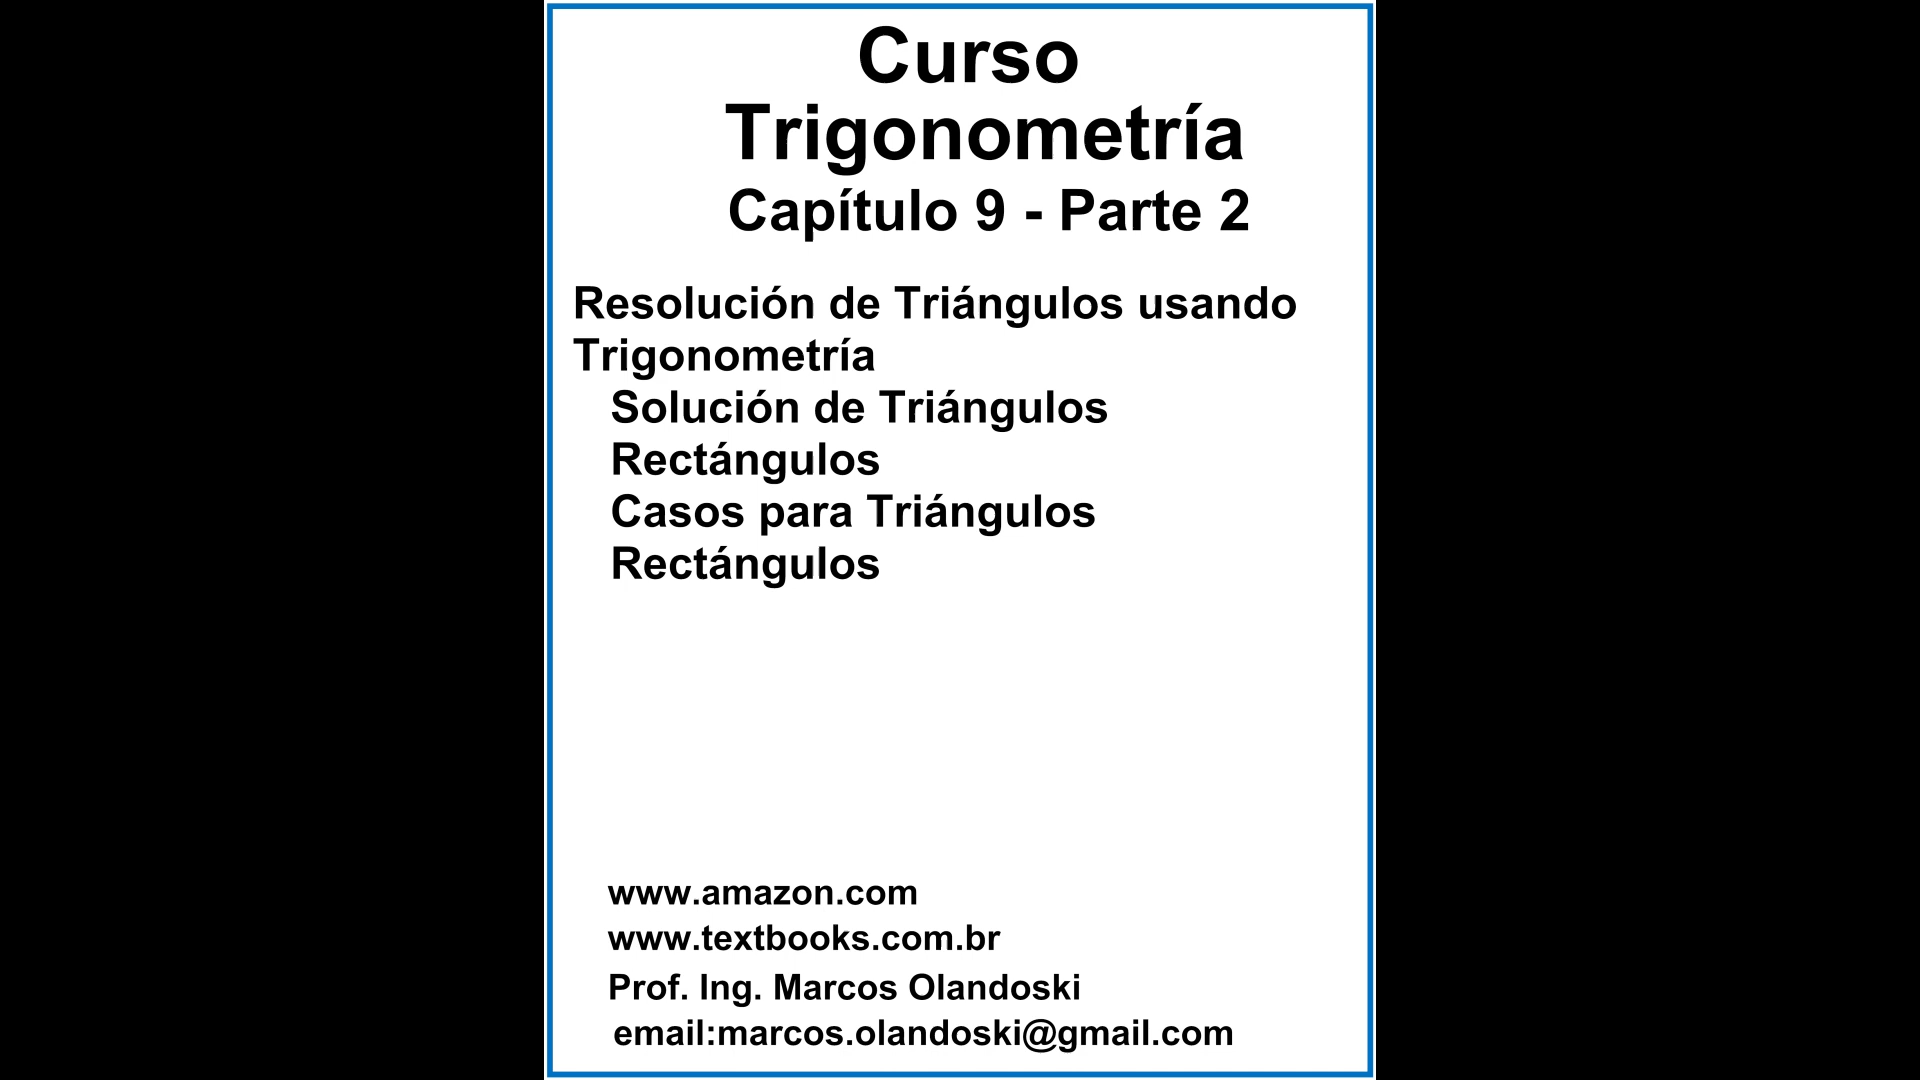 Curso
Trigonometría
Capítulo 9 - Parte 2
Resolución de Triángulos usando
Trigonometría
Solución de Triángulos
Rectángulos
Casos para Triángulos
Rectángulos
www.amazon.com
www.textbooks.com.br
Prof. Ing. Marcos Olandoski
email:marcos.olandoski@gmail.com